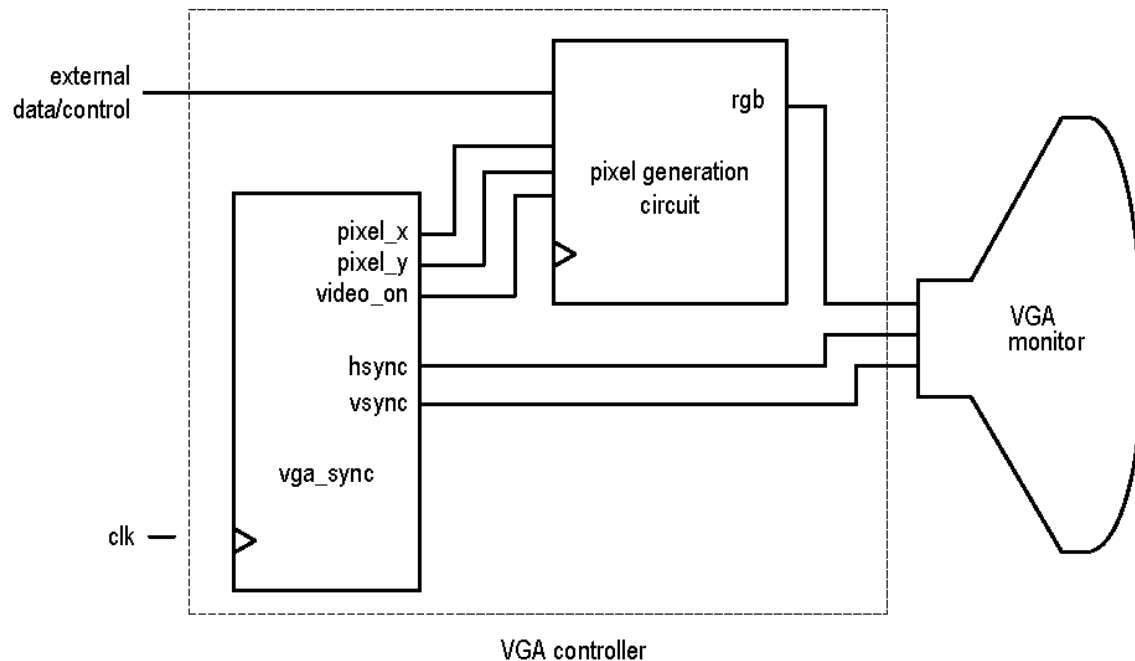 external
data/control
rgb
pixel generation
circuit
pixel_x
pixel_y
video_on
hsync
vsync
vga_sync
clk
VGA
monitor
VGA controller